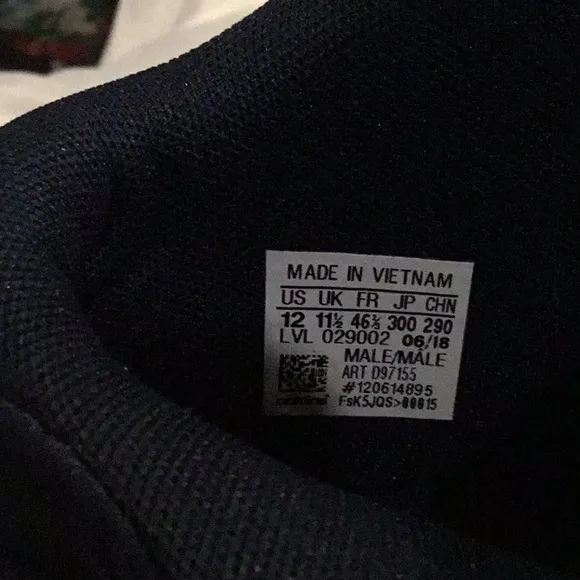 MADE IN VIETNAM
US UK FR JP CHN
12 11½ 46⅔ 300 290
LVL 029002 06/18
MALE/MÂLE
ART D97155
#120614895
FsK5JQS>00015